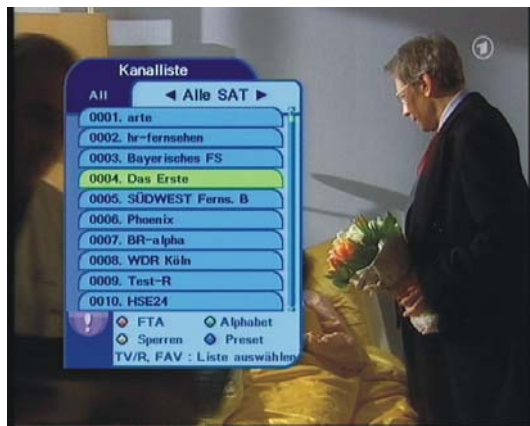 Kanalliste
All ◄ Alle SAT ►
0001. arte
0002. hr-fernsehen
0003. Bayerisches FS
0004. Das Erste
0005. SÜDWEST Ferns. B
0006. Phoenix
0007. BR-alpha
0008. WDR Köln
0009. Test-R
0010. HSE24
FTA Alphabet
Sperren Preset
TV/R, FAV : Liste auswählen
1